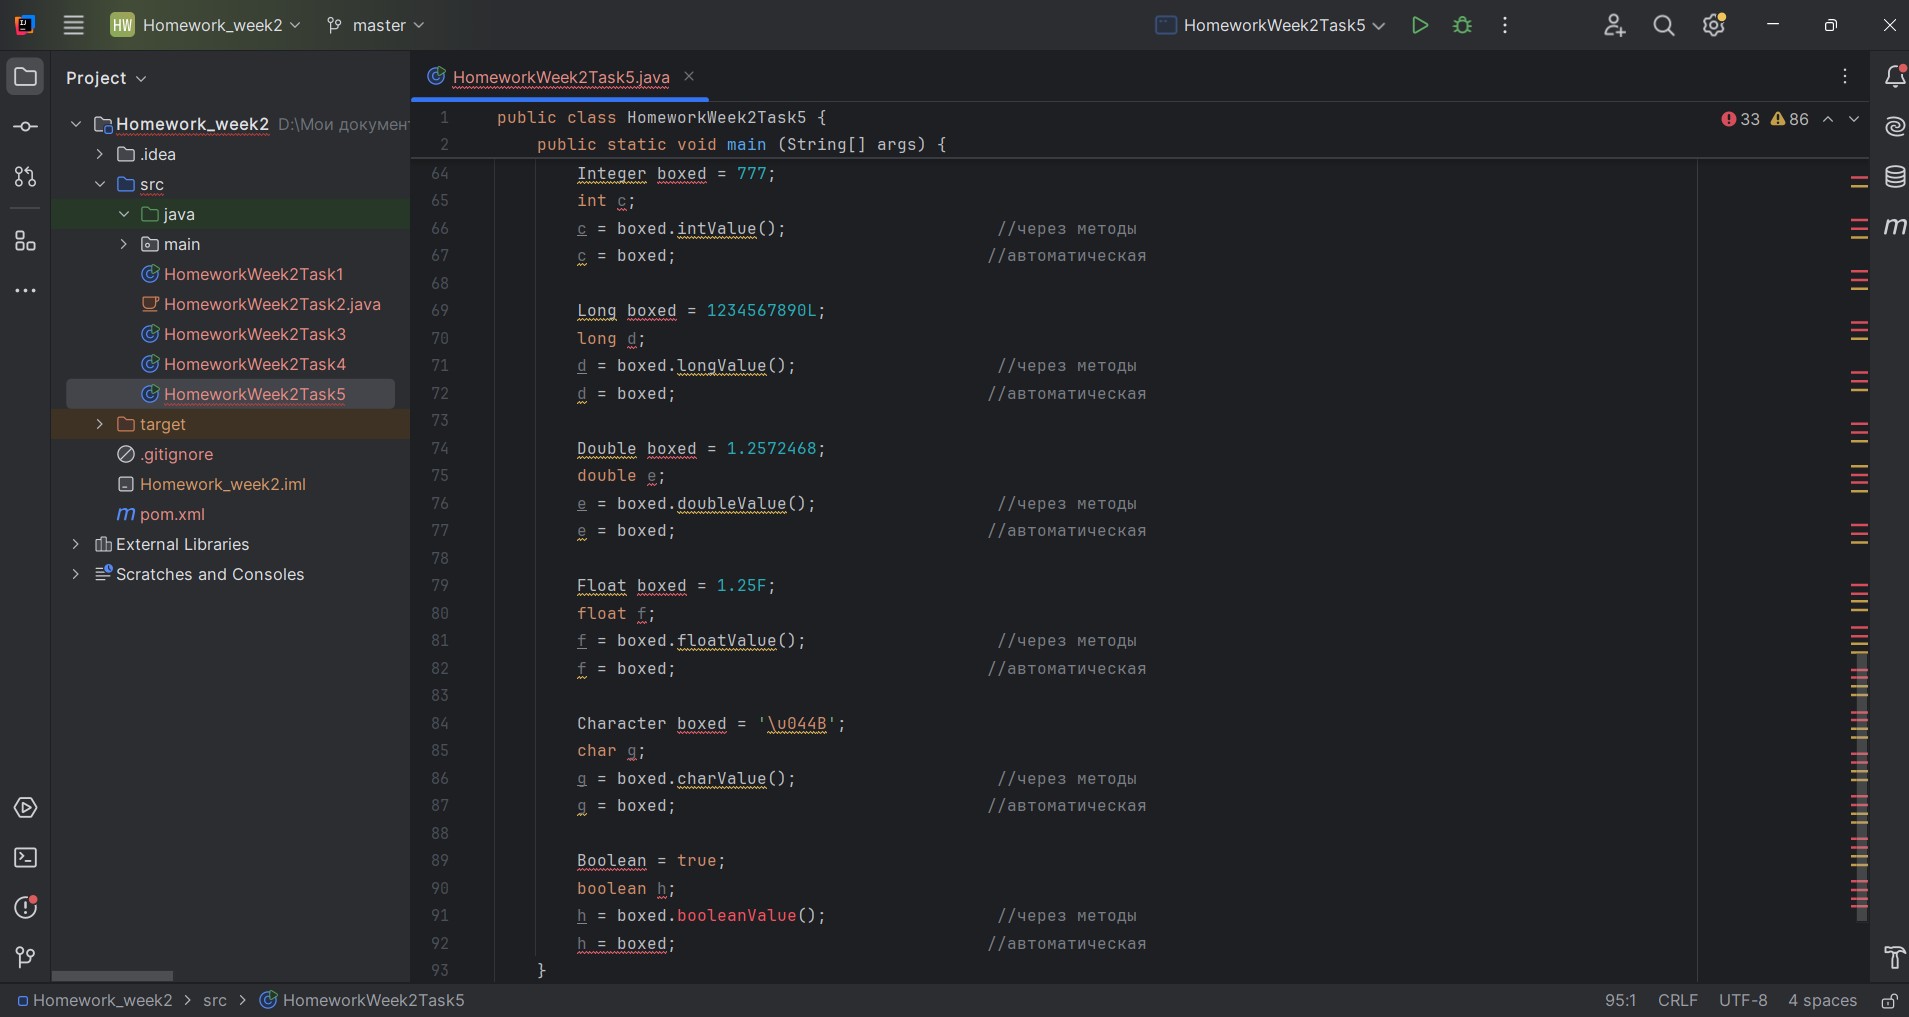 HW Homework_week2 master HomeworkWeek2Task5
Project
Homework_week2 D:\Мои докумен
.idea
src
java
main
HomeworkWeek2Task1
HomeworkWeek2Task2.java
HomeworkWeek2Task3
HomeworkWeek2Task4
HomeworkWeek2Task5
target
.gitignore
Homework_week2.iml
m pom.xml
External Libraries
Scratches and Consoles
HomeworkWeek2Task5.java
33 86
1 public class HomeworkWeek2Task5 {
2 public static void main (String[] args) {
64 Integer boxed = 777;
65 int c;
66 c = boxed.intValue(); //через методы
67 c = boxed; //автоматическая
68
69 Long boxed = 1234567890L;
70 long d;
71 d = boxed.longValue(); //через методы
72 d = boxed; //автоматическая
73
74 Double boxed = 1.2572468;
75 double e;
76 e = boxed.doubleValue(); //через методы
77 e = boxed; //автоматическая
78
79 Float boxed = 1.25F;
80 float f;
81 f = boxed.floatValue(); //через методы
82 f = boxed; //автоматическая
83
84 Character boxed = '\u044B';
85 char g;
86 g = boxed.charValue(); //через методы
87 g = boxed; //автоматическая
88
89 Boolean = true;
90 boolean h;
91 h = boxed.booleanValue(); //через методы
92 h = boxed; //автоматическая
93 }
m
Homework_week2 > src > HomeworkWeek2Task5
95:1 CRLF UTF-8 4 spaces